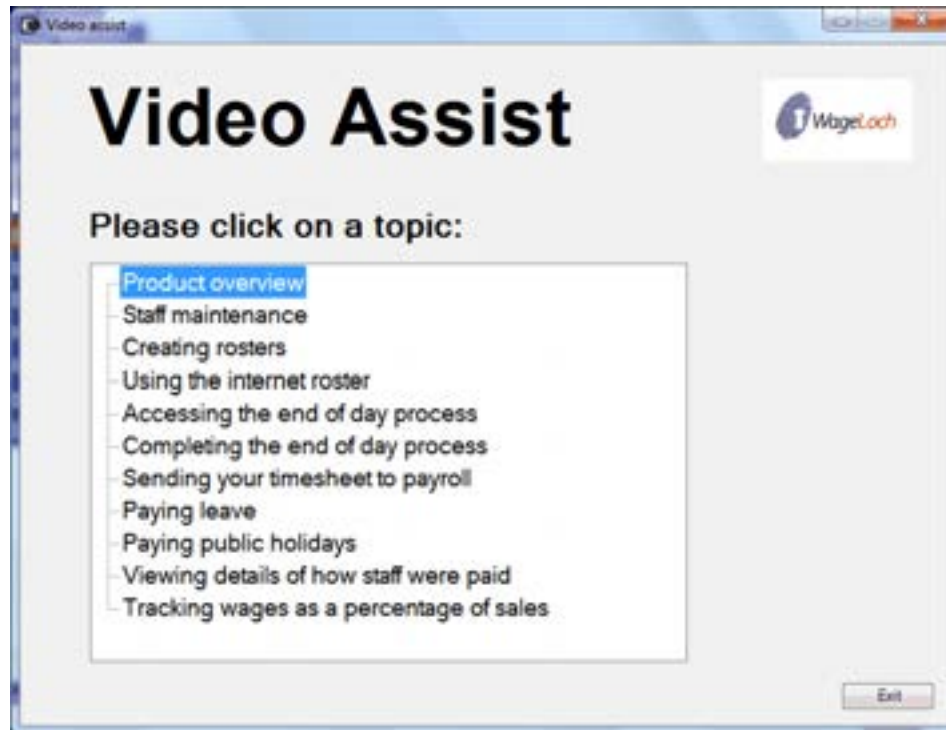 Video assist
Video Assist
WageLoch
Please click on a topic:
Product overview
Staff maintenance
Creating rosters
Using the internet roster
Accessing the end of day process
Completing the end of day process
Sending your timesheet to payroll
Paying leave
Paying public holidays
Viewing details of how staff were paid
Tracking wages as a percentage of sales
Exit